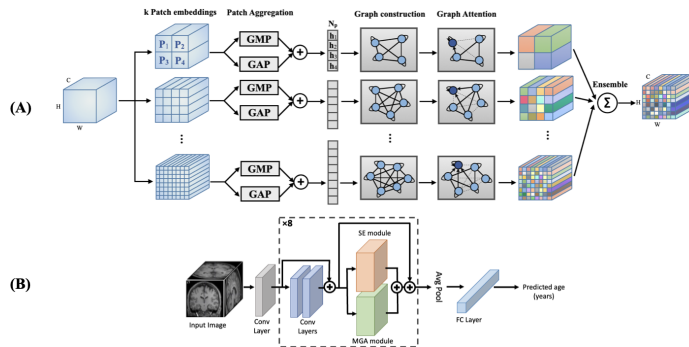 k Patch embeddings
Patch Aggregation
Np
Graph construction
Graph Attention
P1
P2
P3
P4
GMP
GAP
+
h1
h2
h3
h4
C
H
W
(A)
GMP
GAP
+
Ensemble
Σ
C
H
W
...
...
...
...
GMP
GAP
+
×8
SE module
(B)
Input Image
Conv
Layer
Conv
Layers
+
MGA module
+
+
Avg Pool
FC Layer
Predicted age
(years)